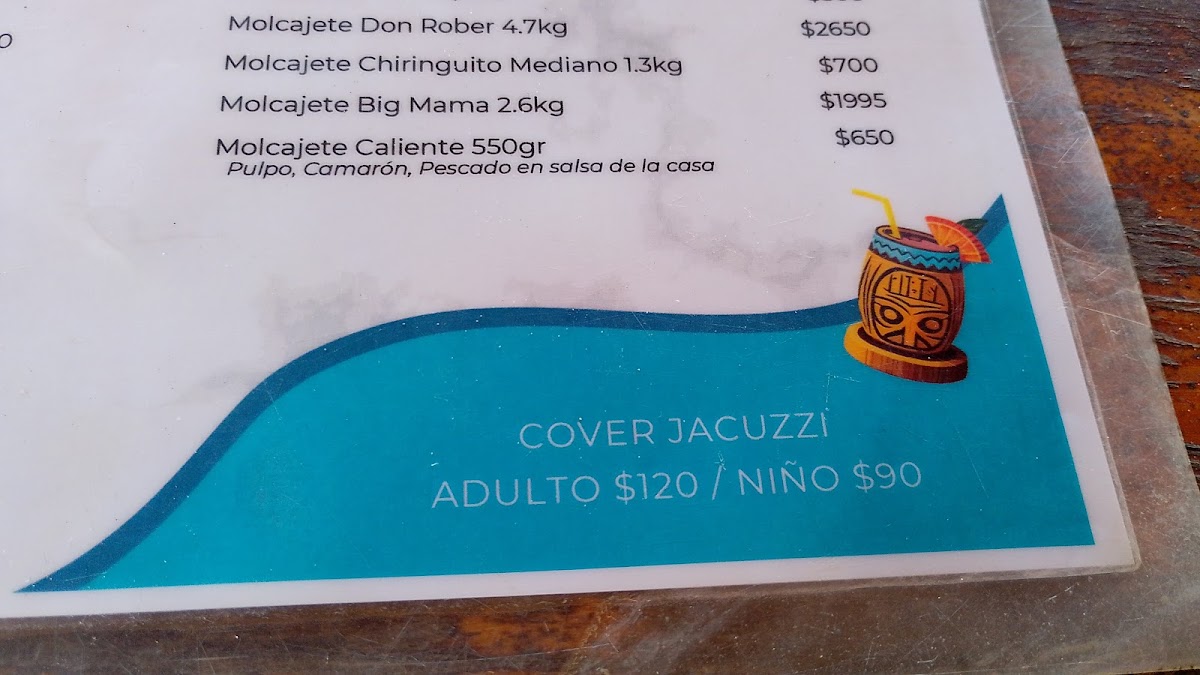 Molcajete Don Rober 4.7kg $2650
Molcajete Chiringuito Mediano 1.3kg $700
Molcajete Big Mama 2.6kg $1995
Molcajete Caliente 550gr $650
Pulpo, Camarón, Pescado en salsa de la casa
COVER JACUZZI
ADULTO $120 / NIÑO $90